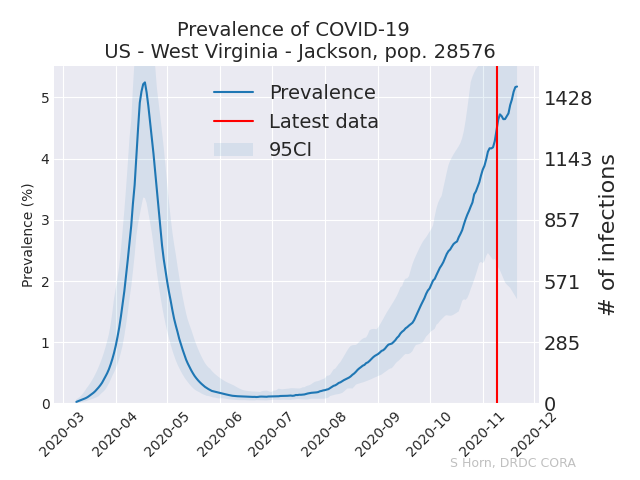 Prevalence of COVID-19
US - West Virginia - Jackson, pop. 28576
Prevalence
Latest data
95CI
Prevalence (%)
5
4
3
2
1
0
1428
1143
857
571
285
0
# of infections
2020-03
2020-04
2020-05
2020-06
2020-07
2020-08
2020-09
2020-10
2020-11
2020-12
S Horn, DRDC CORA